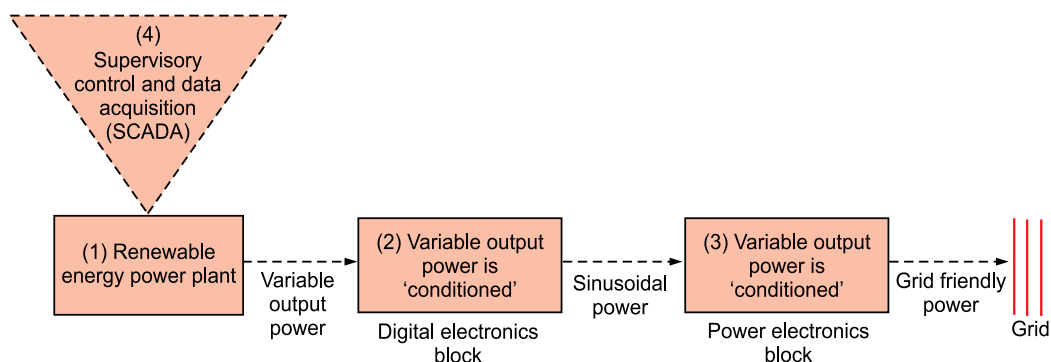 (4)
Supervisory
control and data
acquisition
(SCADA)
(1) Renewable
energy power plant
Variable
output
power
(2) Variable output
power is
‘conditioned’
Digital electronics
block
Sinusoidal
power
(3) Variable output
power is
‘conditioned’
Power electronics
block
Grid friendly
power
Grid